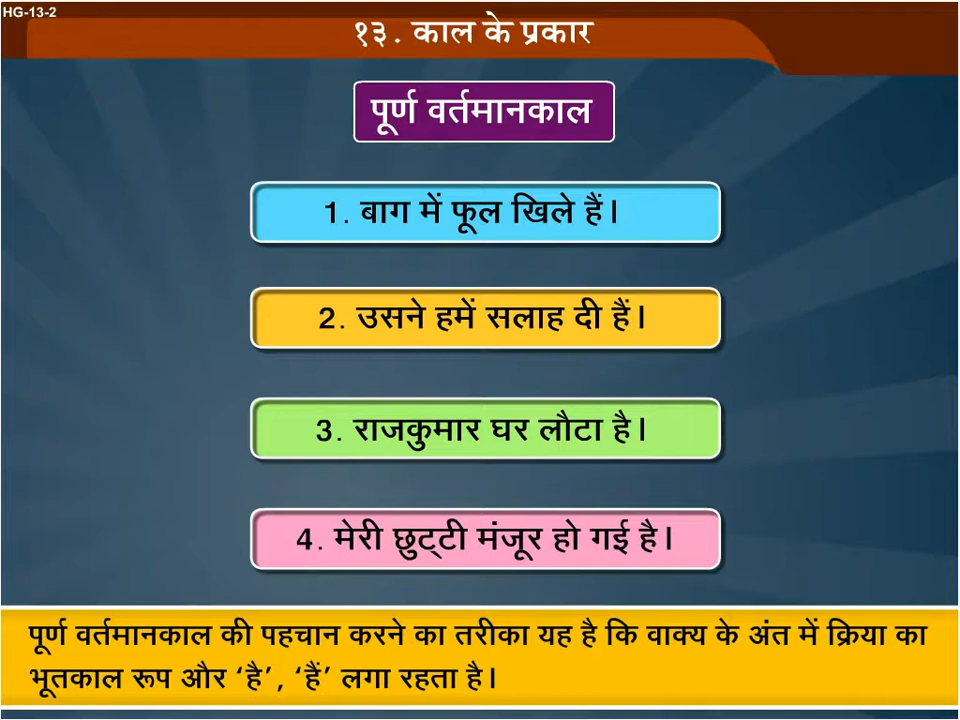 HG-13-2
१३. काल के प्रकार
पूर्ण वर्तमानकाल
1. बाग में फूल खिले हैं।
2. उसने हमें सलाह दी हैं।
3. राजकुमार घर लौटा है।
4. मेरी छुट्‌टी मंजूर हो गई है।
पूर्ण वर्तमानकाल की पहचान करने का तरीका यह है कि वाक्य के अंत में क्रिया का
भूतकाल रूप और ‘है’, ‘हैं’ लगा रहता है।